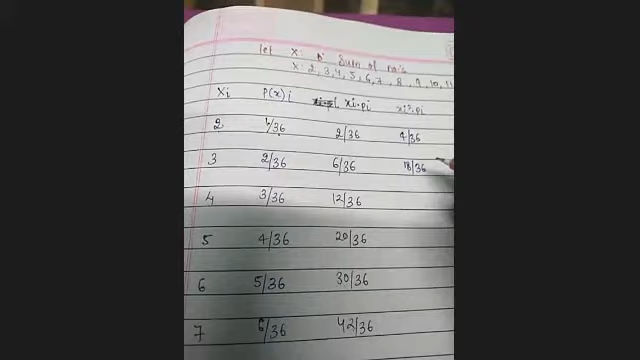 let X: Sum of no's
X: 2, 3, 4, 5, 6, 7, 8, 9, 10, 11
Xi P(x)i xi·pi xi²·pi
2 1/36 2/36 4/36
3 2/36 6/36 18/36
4 3/36 12/36
5 4/36 20/36
6 5/36 30/36
7 6/36 42/36